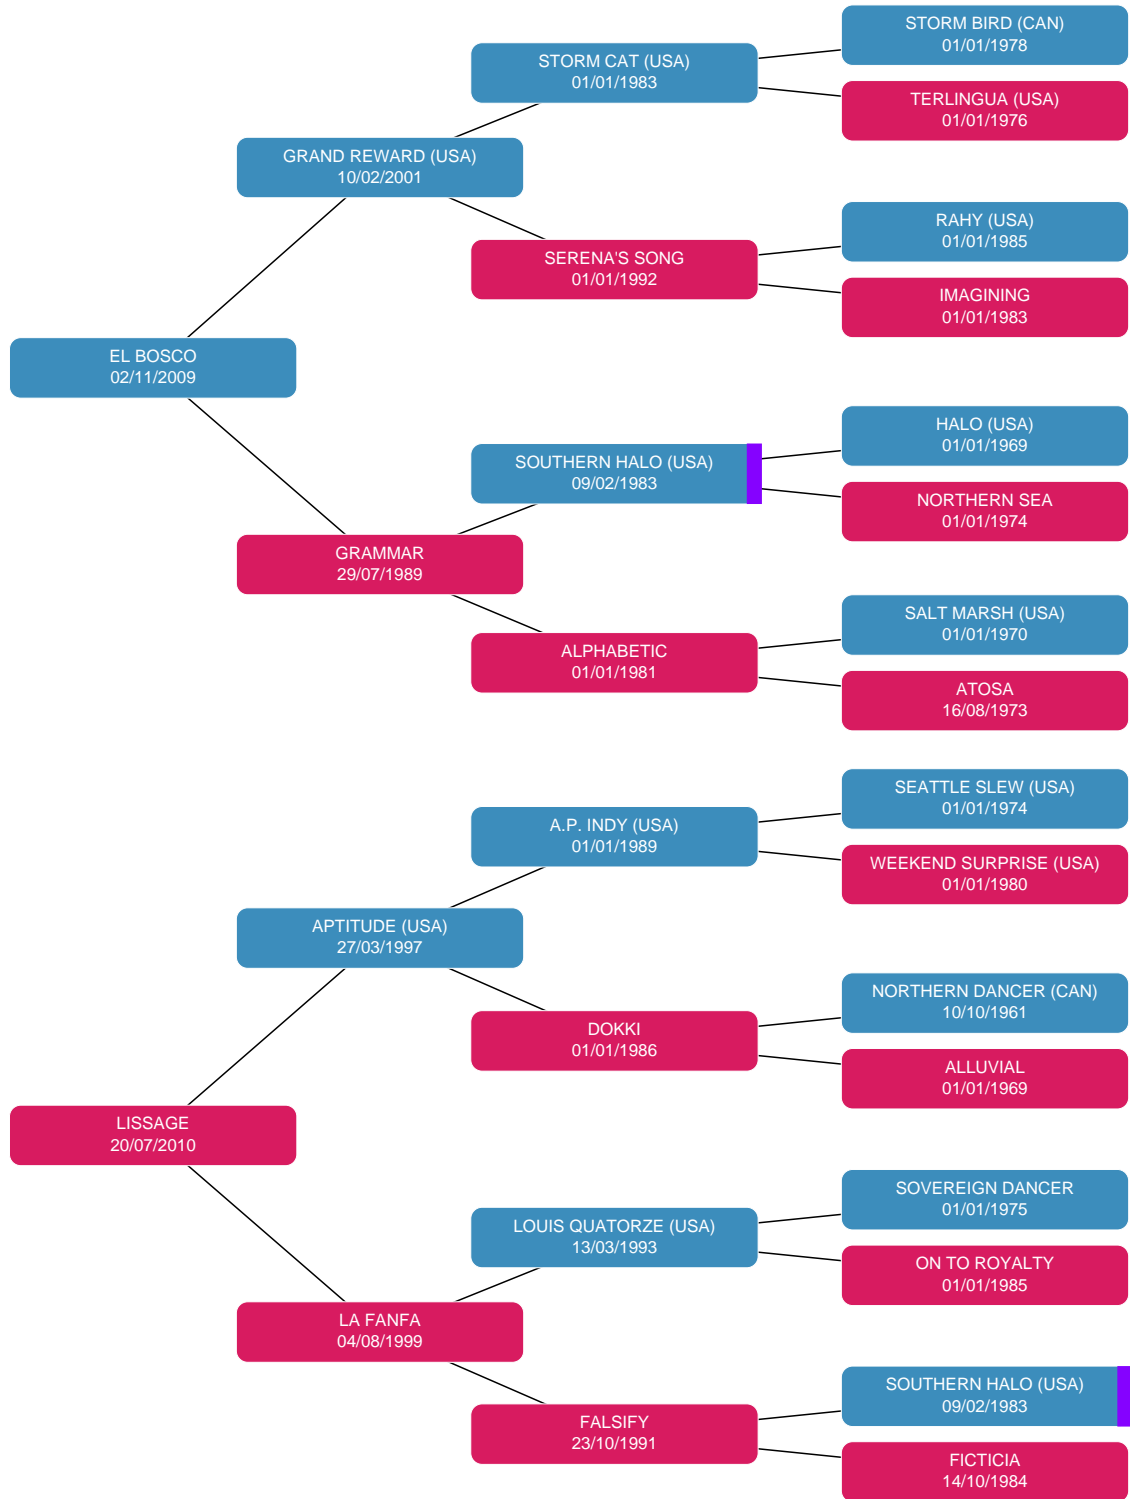 STORM BIRD (CAN)
01/01/1978
STORM CAT (USA)
01/01/1983
TERLINGUA (USA)
01/01/1976
GRAND REWARD (USA)
10/02/2001
RAHY (USA)
01/01/1985
SERENA'S SONG
01/01/1992
IMAGINING
01/01/1983
EL BOSCO
02/11/2009
HALO (USA)
01/01/1969
SOUTHERN HALO (USA)
09/02/1983
NORTHERN SEA
01/01/1974
GRAMMAR
29/07/1989
SALT MARSH (USA)
01/01/1970
ALPHABETIC
01/01/1981
ATOSA
16/08/1973
SEATTLE SLEW (USA)
01/01/1974
A.P. INDY (USA)
01/01/1989
WEEKEND SURPRISE (USA)
01/01/1980
APTITUDE (USA)
27/03/1997
NORTHERN DANCER (CAN)
10/10/1961
DOKKI
01/01/1986
ALLUVIAL
01/01/1969
LISSAGE
20/07/2010
SOVEREIGN DANCER
01/01/1975
LOUIS QUATORZE (USA)
13/03/1993
ON TO ROYALTY
01/01/1985
LA FANFA
04/08/1999
SOUTHERN HALO (USA)
09/02/1983
FALSIFY
23/10/1991
FICTICIA
14/10/1984